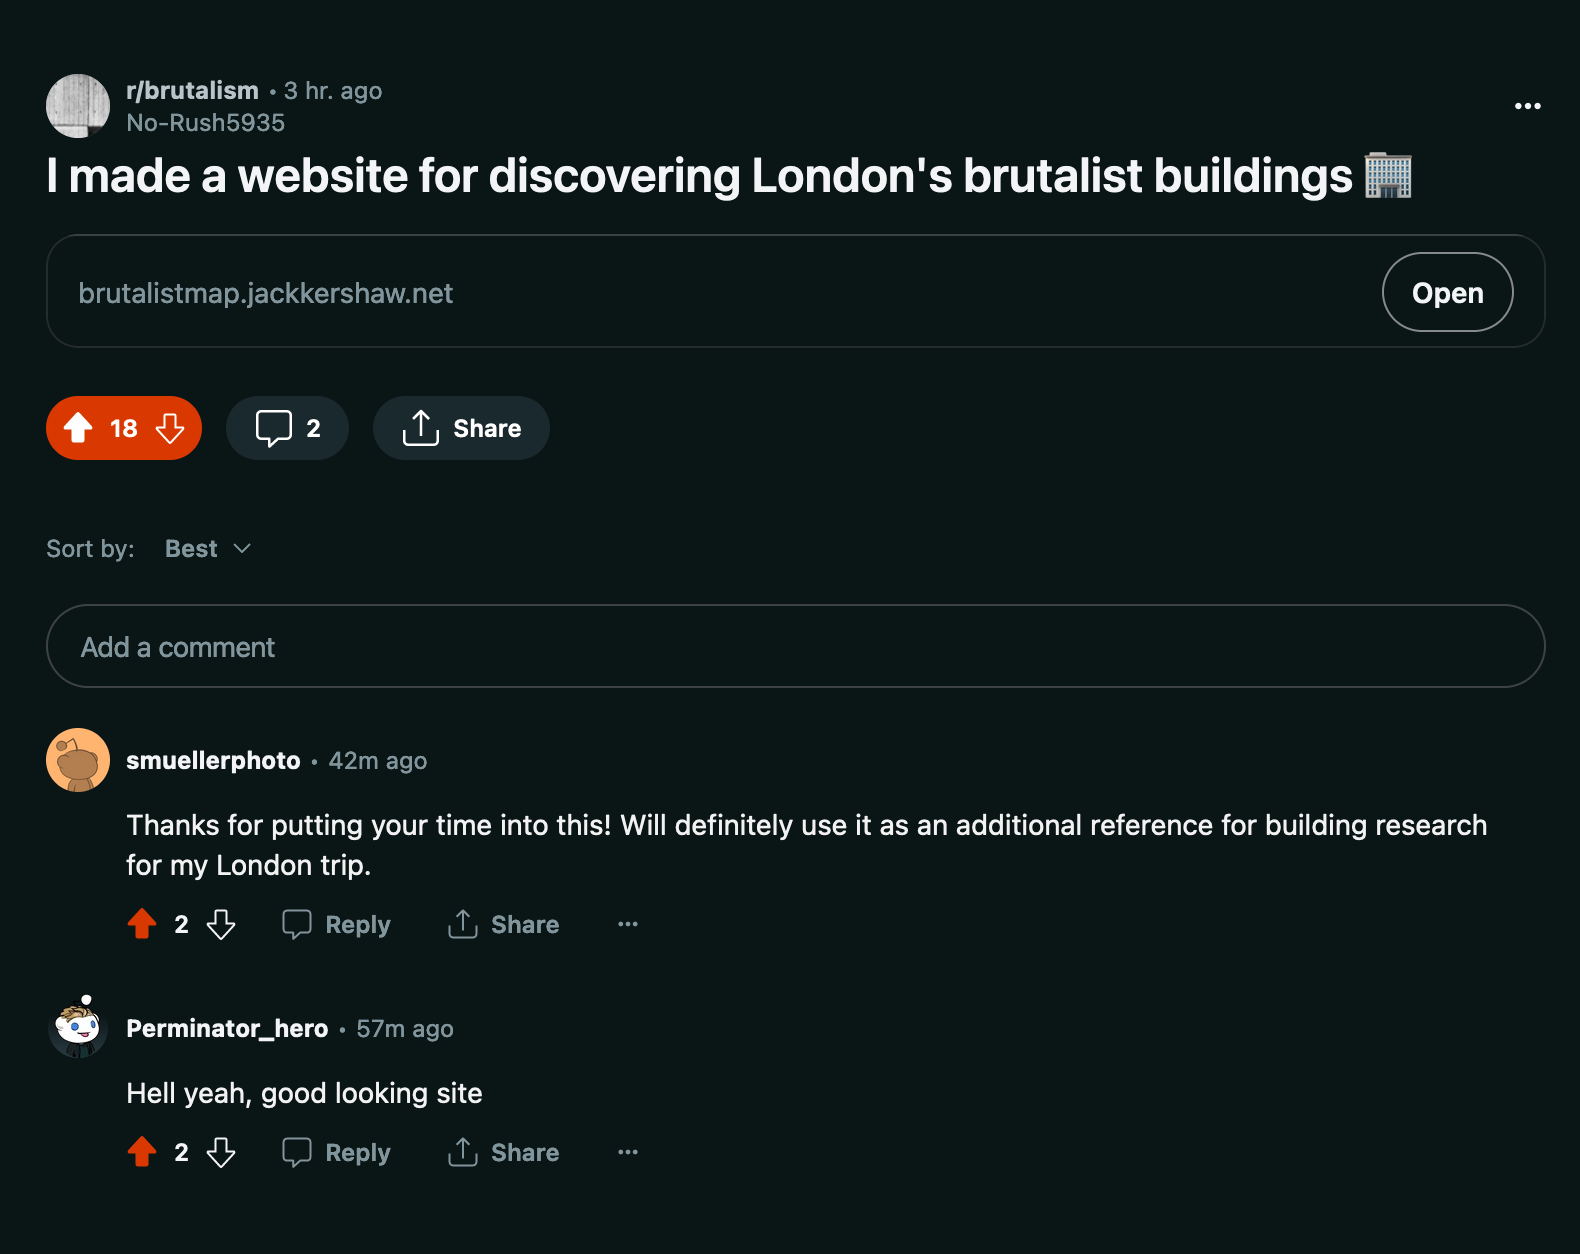 r/brutalism • 3 hr. ago
No-Rush5935
I made a website for discovering London's brutalist buildings 🏢
brutalistmap.jackkershaw.net
Open
18
2
Share
Sort by: Best
Add a comment
smuellerphoto • 42m ago
Thanks for putting your time into this! Will definitely use it as an additional reference for building research
for my London trip.
2 Reply Share
Perminator_hero • 57m ago
Hell yeah, good looking site
2 Reply Share